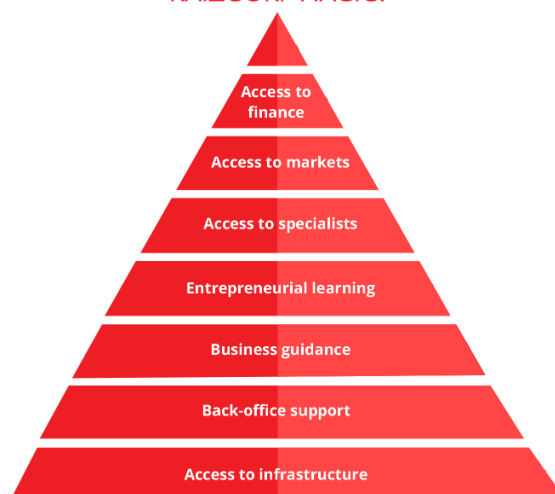 Access to
finance
Access to markets
Access to specialists
Entrepreneurial learning
Business guidance
Back-office support
Access to infrastructure